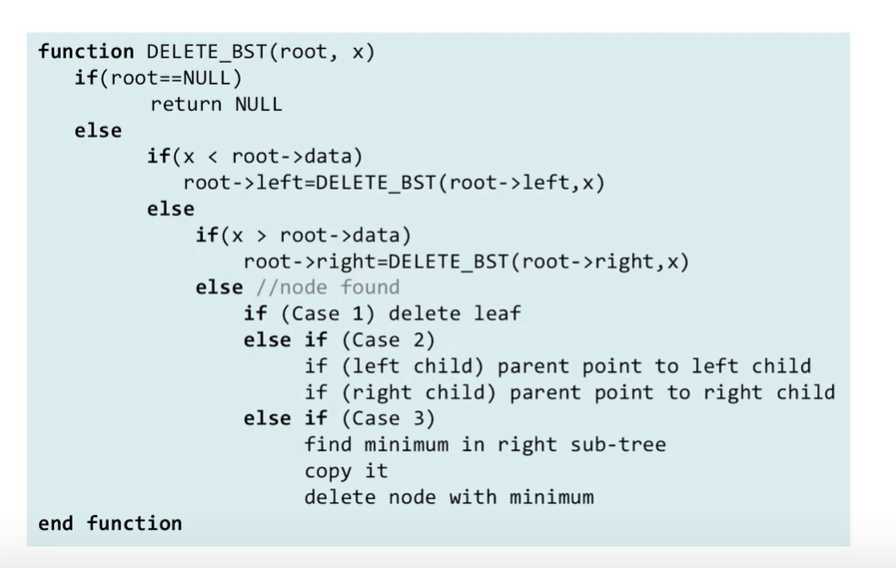 function DELETE_BST(root, x)
if(root==NULL)
return NULL
else
if(x < root->data)
root->left=DELETE_BST(root->left,x)
else
if(x > root->data)
root->right=DELETE_BST(root->right,x)
else //node found
if (Case 1) delete leaf
else if (Case 2)
if (left child) parent point to left child
if (right child) parent point to right child
else if (Case 3)
find minimum in right sub-tree
copy it
delete node with minimum
end function